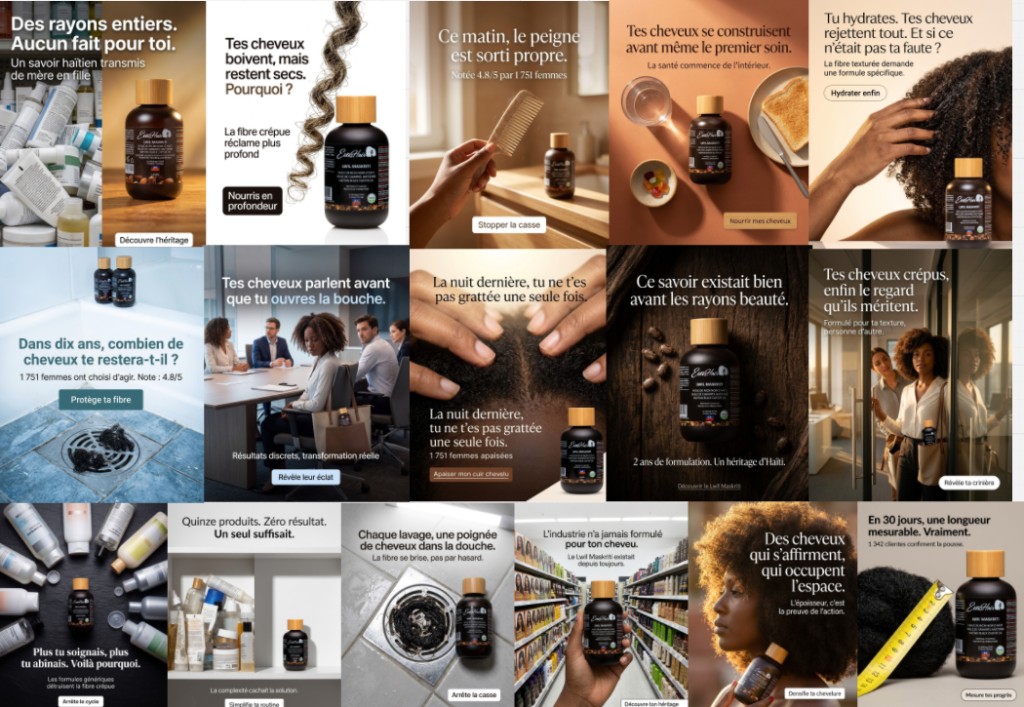 Des rayons entiers.
Aucun fait pour toi.
Un savoir haïtien transmis
de mère en fille
Découvre l'héritage
Tes cheveux
boivent, mais
restent secs.
Pourquoi ?
La fibre crépue
réclame plus
profond
Nourris en
profondeur
Ce matin, le peigne
est sorti propre.
Notée 4.8/5 par 1 751 femmes
Stopper la casse
Tes cheveux se construisent
avant même le premier soin.
La santé commence de l'intérieur.
Nourrir mes cheveux
Tu hydrates. Tes cheveux
rejettent tout. Et si ce
n'était pas ta faute ?
La fibre texturée demande
une formule spécifique.
Hydrater enfin
Dans dix ans, combien de
cheveux te restera-t-il ?
1 751 femmes ont choisi d'agir. Note : 4.8/5
Protège ta fibre
Tes cheveux parlent avant
que tu ouvres la bouche.
Résultats discrets, transformation réelle
Révèle leur éclat
La nuit dernière, tu ne t'es
pas grattée une seule fois.
La nuit dernière,
tu ne t'es pas grattée
une seule fois.
1 751 femmes apaisées
Apaiser mon cuir chevelu
Ce savoir existait bien
avant les rayons beauté.
2 ans de formulation. Un héritage d'Haïti.
Découvrir le Lwil Maskriti
Tes cheveux crépus,
enfin le regard
qu'ils méritent.
Formulé pour ta texture,
personne d'autre.
Révèle ta crinière
Plus tu soignais, plus
tu abînais. Voilà pourquoi.
Les formules génériques
détruisent la fibre crépue
Arrête le cycle
Quinze produits. Zéro résultat.
Un seul suffisait.
La complexité cachait la solution.
Simplifie ta routine
Chaque lavage, une poignée
de cheveux dans la douche.
La fibre se brise, pas par hasard.
Arrête la casse
L'industrie n'a jamais formulé
pour ton cheveu.
Le Lwil Maskriti existait
depuis toujours.
Découvre ton héritage
Des cheveux
qui s'affirment,
qui occupent
l'espace.
L'épaisseur, c'est
la preuve de l'action.
Densifie ta chevelure
En 30 jours, une longueur
mesurable. Vraiment.
1 342 clientes confirment la pousse.
Mesure tes progrès